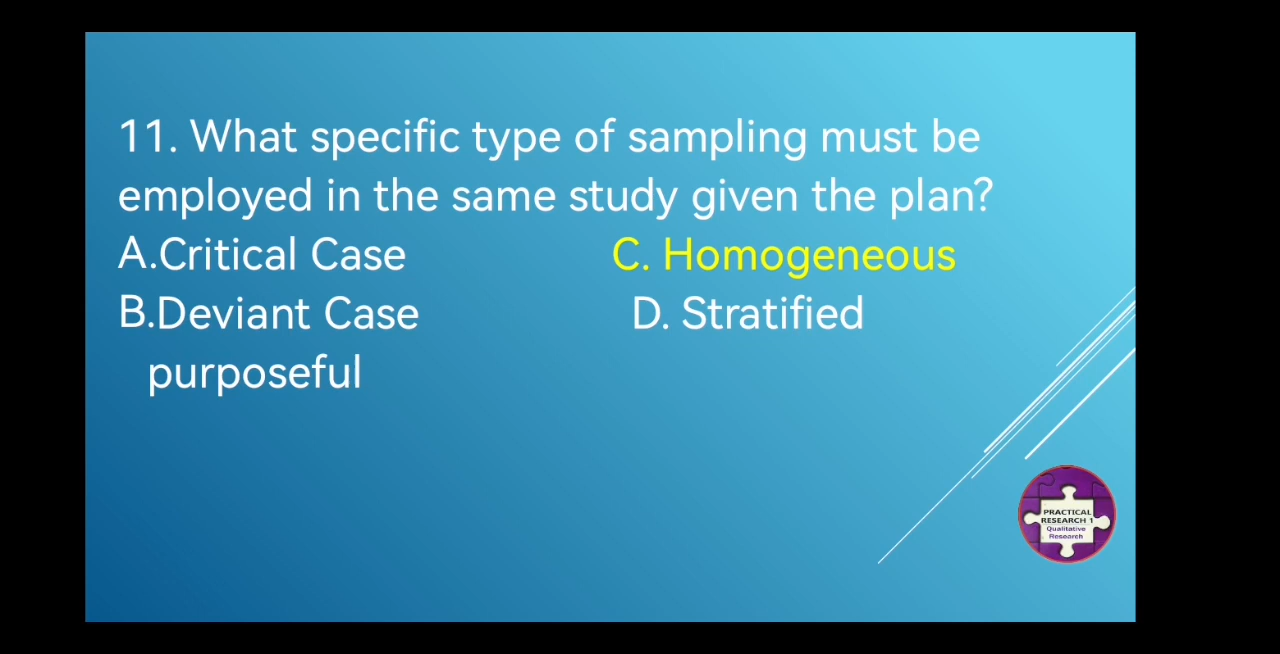 11. What specific type of sampling must be
employed in the same study given the plan?
A.Critical Case C. Homogeneous
B.Deviant Case D. Stratified
purposeful
PRACTICAL
RESEARCH 1
Qualitative
Research